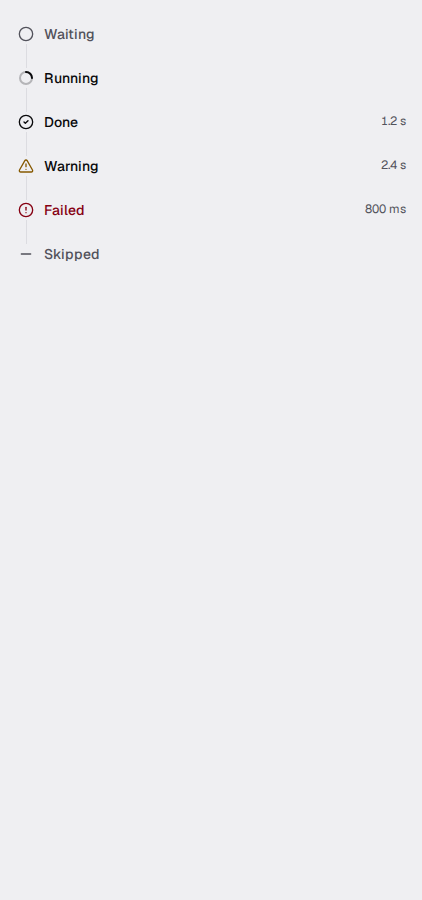 Waiting
Running
Done 1.2 s
Warning 2.4 s
Failed 800 ms
Skipped